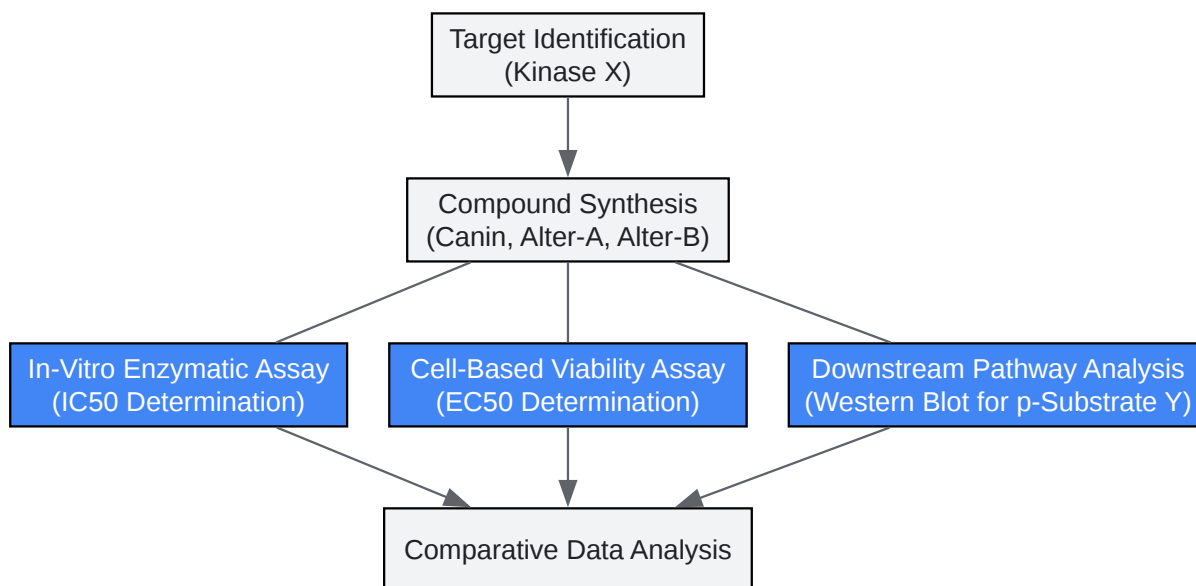 Target Identification
(Kinase X)
Compound Synthesis
(Canin, Alter-A, Alter-B)
In-Vitro Enzymatic Assay
(IC50 Determination)
Cell-Based Viability Assay
(EC50 Determination)
Downstream Pathway Analysis
(Western Blot for p-Substrate Y)
Comparative Data Analysis